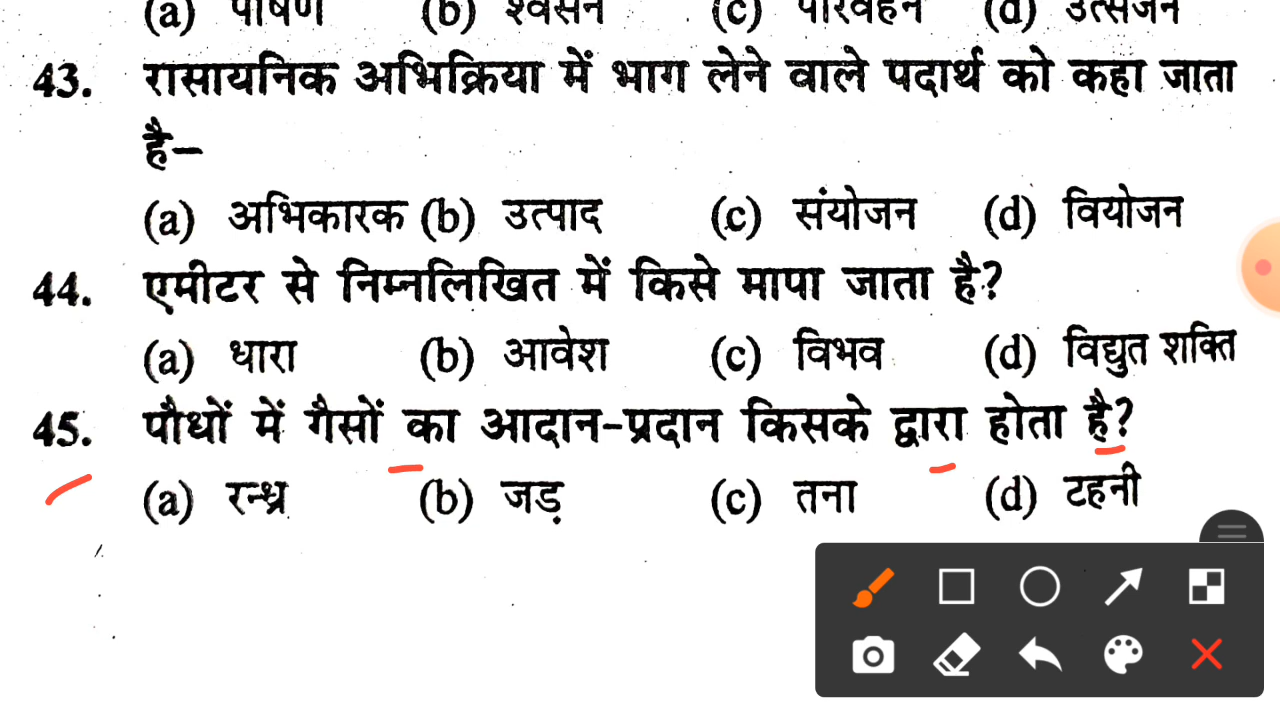 (a) पोषण (b) श्वसन (c) परिवहन (d) उत्सर्जन
43. रासायनिक अभिक्रिया में भाग लेने वाले पदार्थ को कहा जाता
है–
(a) अभिकारक (b) उत्पाद (c) संयोजन (d) वियोजन
44. एमीटर से निम्नलिखित में किसे मापा जाता है?
(a) धारा (b) आवेश (c) विभव (d) विद्युत शक्ति
45. पौधों में गैसों का आदान-प्रदान किसके द्वारा होता है?
(a) रन्ध्र (b) जड़ (c) तना (d) टहनी